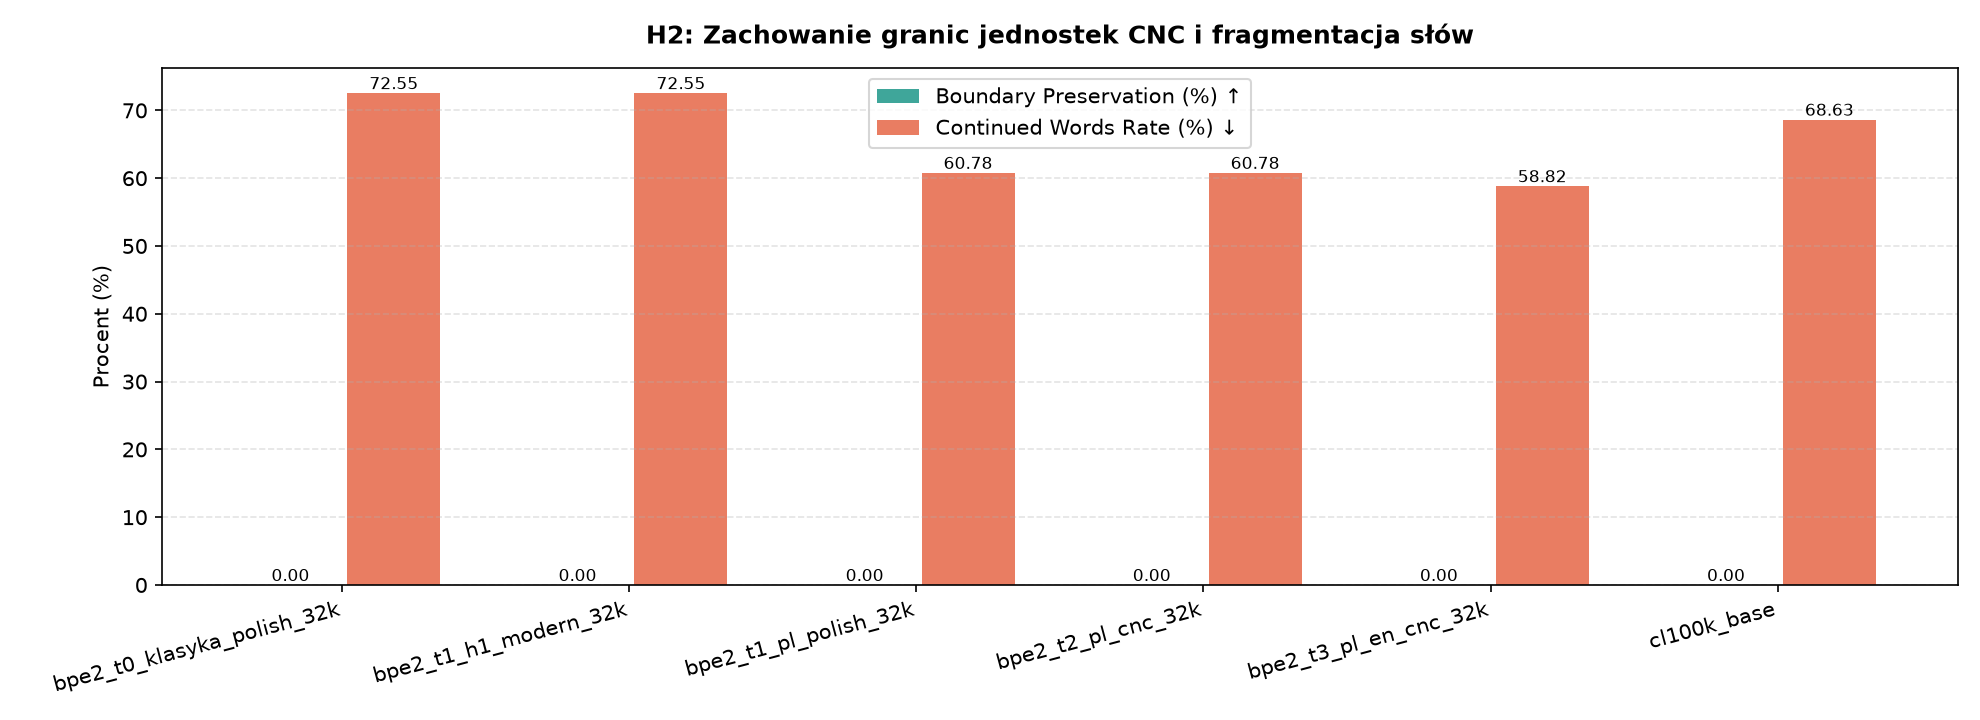 H2: Zachowanie granic jednostek CNC i fragmentacja słów
Boundary Preservation (%) ↑
Continued Words Rate (%) ↓
Procent (%)
70
60
50
40
30
20
10
0
72.55
72.55
60.78
60.78
58.82
68.63
0.00
0.00
0.00
0.00
0.00
0.00
bpe2_t0_klasyka_polish_32k
bpe2_t1_h1_modern_32k
bpe2_t1_pl_polish_32k
bpe2_t2_pl_cnc_32k
bpe2_t3_pl_en_cnc_32k
cl100k_base